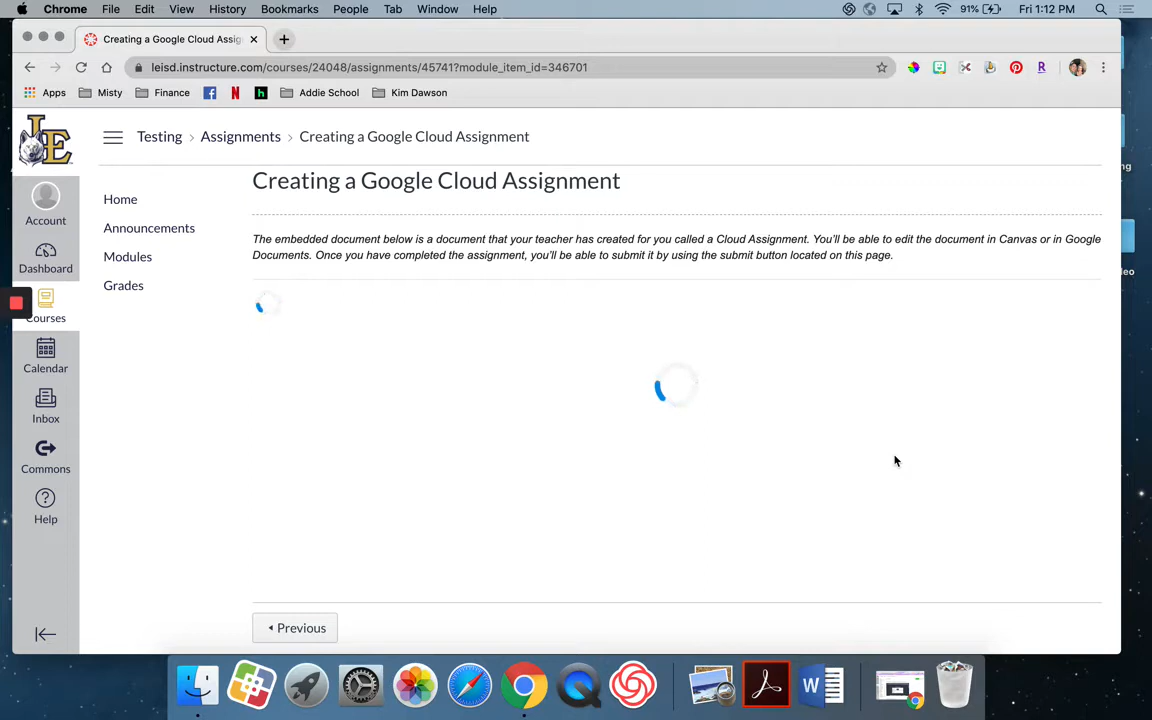 Chrome File Edit View History Bookmarks People Tab Window Help 91% Fri 1:12 PM
Creating a Google Cloud Assig
leisd.instructure.com/courses/24048/assignments/45741?module_item_id=346701
Apps Misty Finance Addie School Kim Dawson
LE
Testing › Assignments › Creating a Google Cloud Assignment
Creating a Google Cloud Assignment
Account
Dashboard
Courses
Calendar
Inbox
Commons
Help
Home
Announcements
Modules
Grades
The embedded document below is a document that your teacher has created for you called a Cloud Assignment. You'll be able to edit the document in Canvas or in Google
Documents. Once you have completed the assignment, you'll be able to submit it by using the submit button located on this page.
Previous